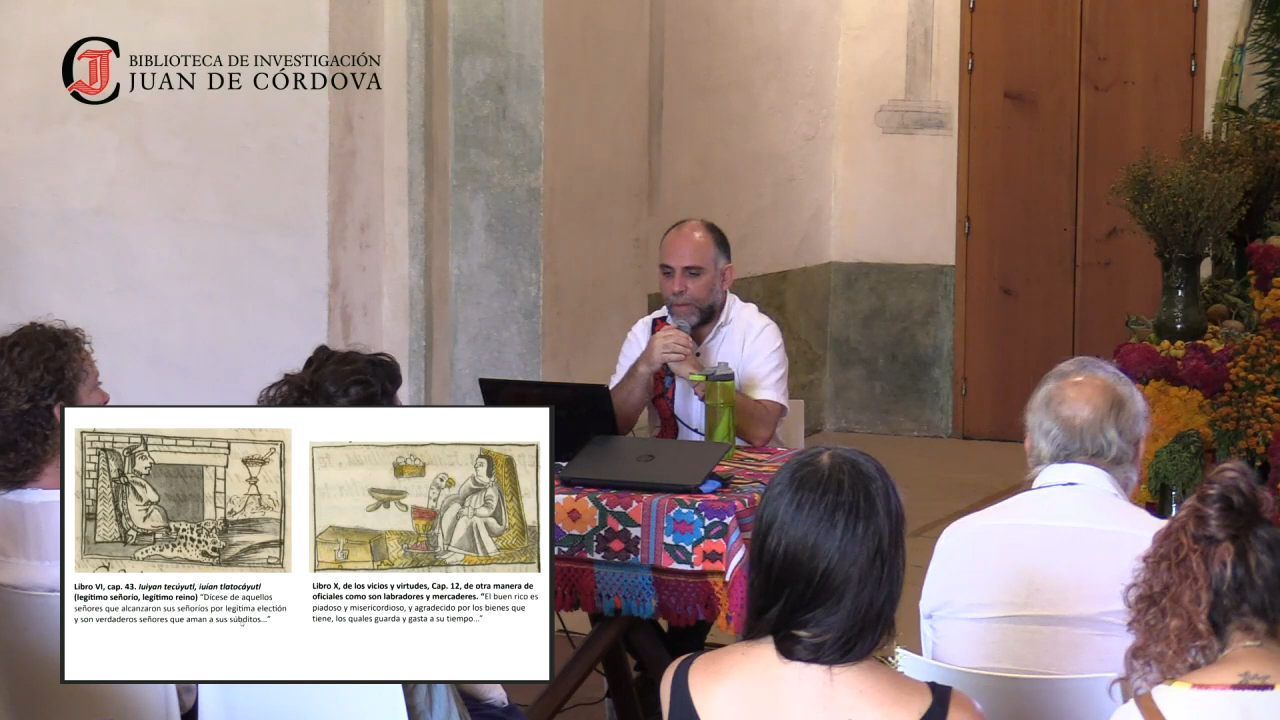 BIBLIOTECA DE INVESTIGACIÓN
JUAN DE CÓRDOVA
Libro VI, cap. 43. Iuiyan tecúyutl, iuían tlatocáyutl
(legítimo señorío, legítimo reino) “Dícese de aquellos
señores que alcanzaron sus señoríos por legítima electión
y son verdaderos señores que aman a sus súbditos...”
Libro X, de los vicios y virtudes, Cap. 12, de otra manera de
oficiales como son labradores y mercaderes. “El buen rico es
piadoso y misericordioso, y agradecido por los bienes que
tiene, los quales guarda y gasta a su tiempo...”